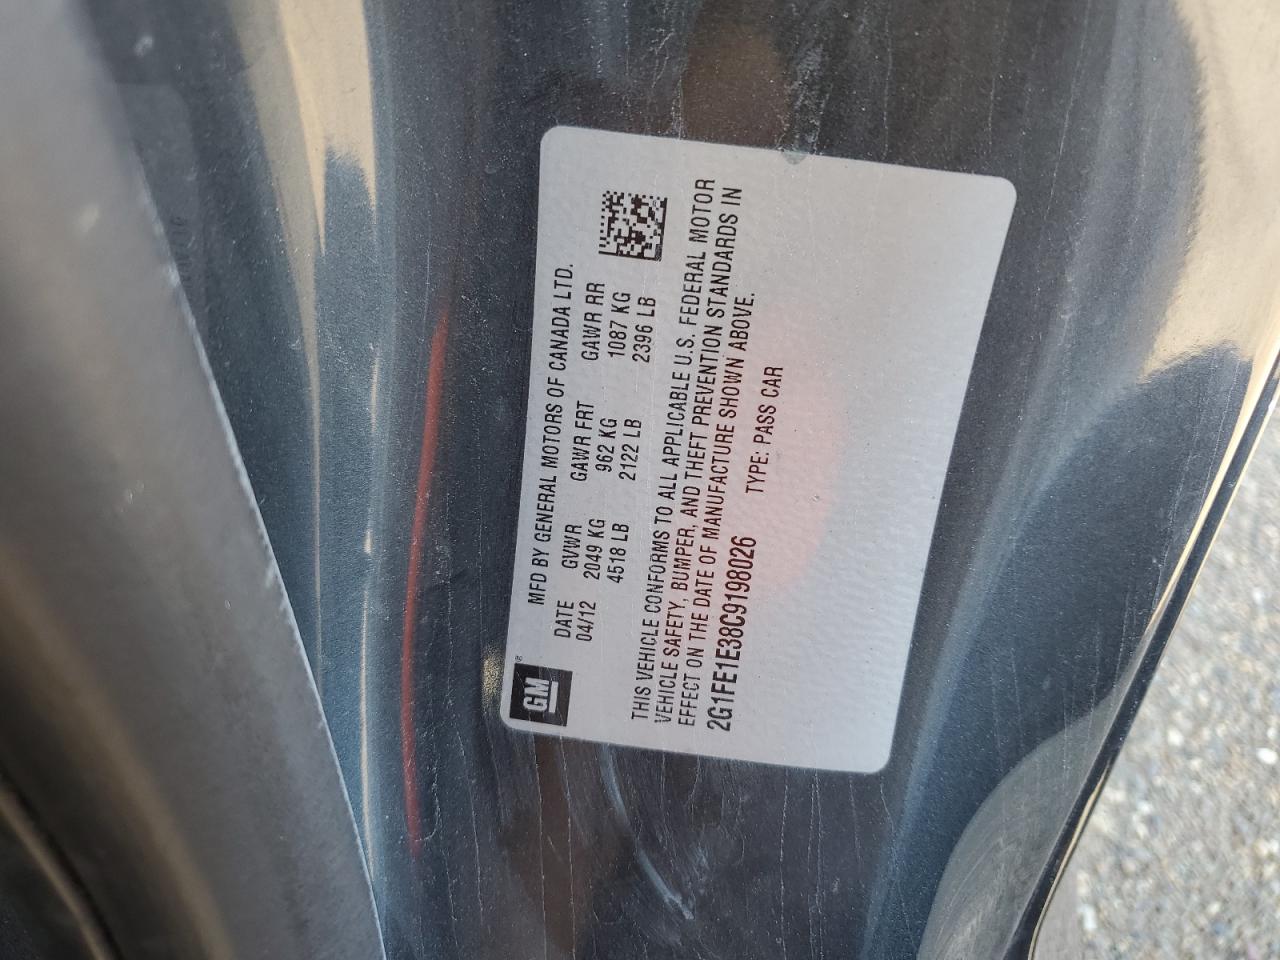 MFD BY GENERAL MOTORS OF CANADA LTD.
DATE GVWR GAWR FRT GAWR RR
04/12 2049 KG 962 KG 1087 KG
4518 LB 2122 LB 2396 LB
GM ®
THIS VEHICLE CONFORMS TO ALL APPLICABLE U.S. FEDERAL MOTOR
VEHICLE SAFETY, BUMPER, AND THEFT PREVENTION STANDARDS IN
EFFECT ON THE DATE OF MANUFACTURE SHOWN ABOVE.
2G1FE1E38C9198026 TYPE: PASS CAR